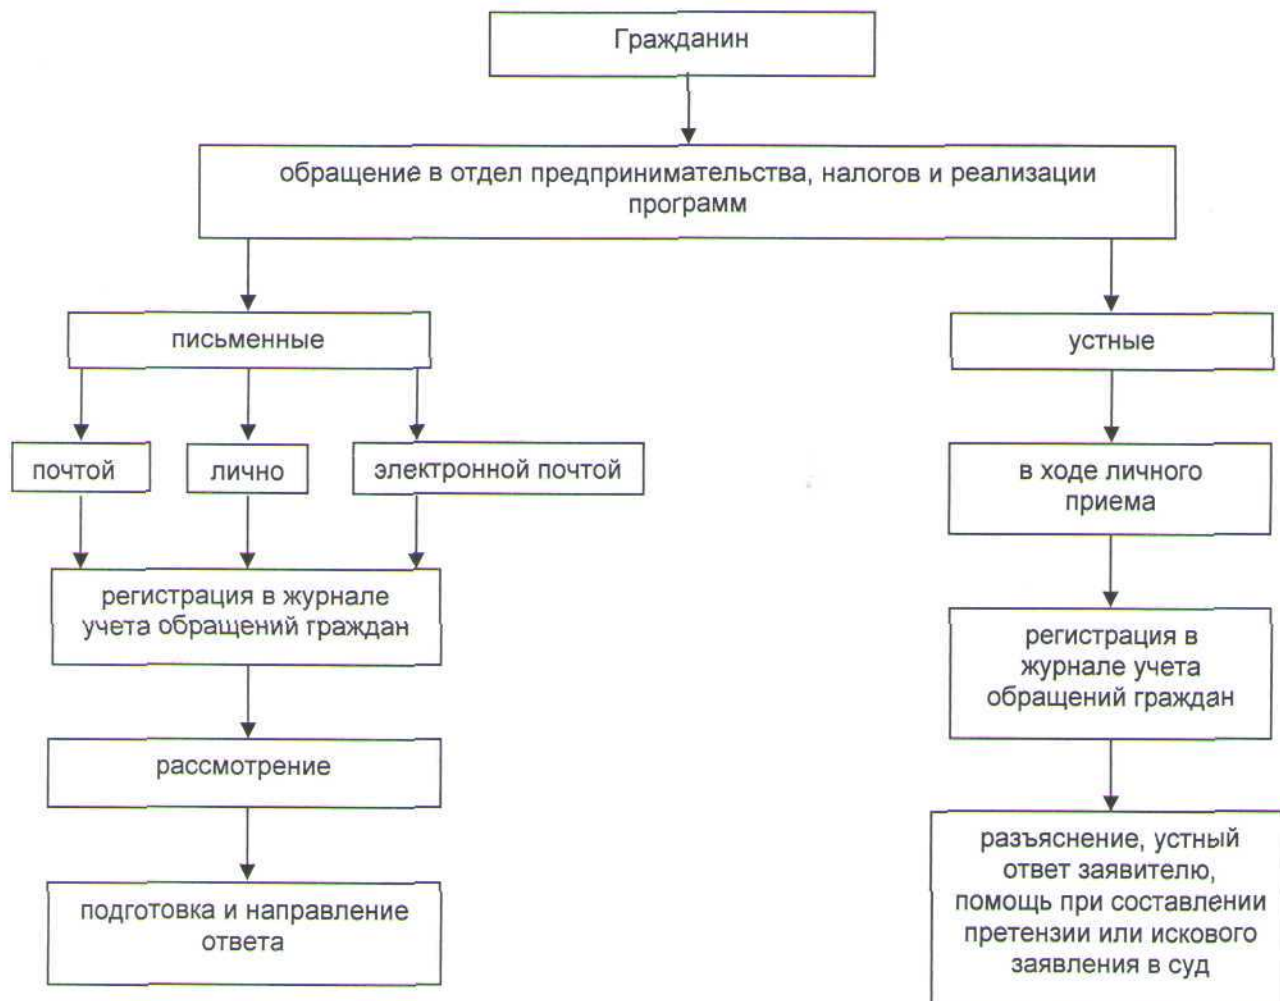 Гражданин
обращение в отдел предпринимательства, налогов и реализации
программ
письменные
устные
почтой
лично
электронной почтой
в ходе личного
приема
регистрация в журнале
учета обращений граждан
регистрация в
журнале учета
обращений граждан
рассмотрение
подготовка и направление
ответа
разъяснение, устный
ответ заявителю,
помощь при составлении
претензии или искового
заявления в суд